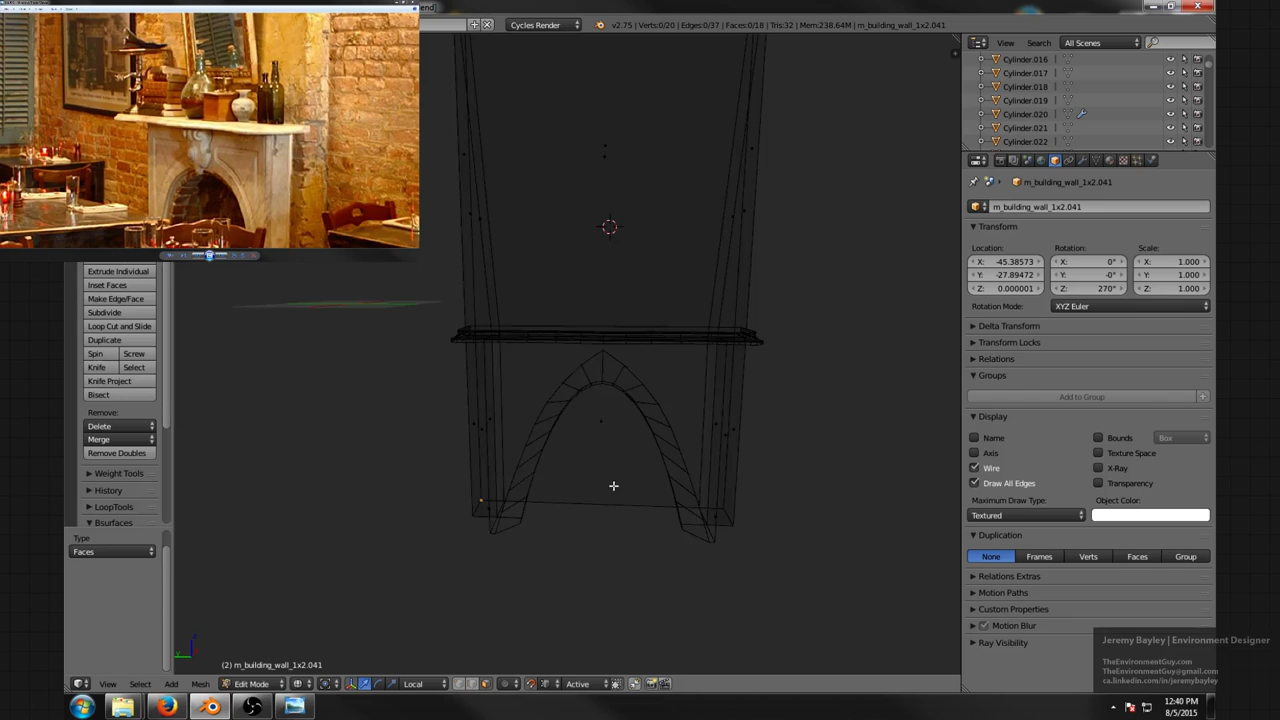 Cycles Render
v2.75 | Verts:0/20 | Edges:0/37 | Faces:0/18 | Tris:32 | Mem:238.64M | m_building_wall_1x2.041
View Search All Scenes
Cylinder.016
Cylinder.017
Cylinder.018
Cylinder.019
Cylinder.020
Cylinder.021
Cylinder.022
m_building_wall_1x2.041
m_building_wall_1x2.041
Transform
Location: Rotation: Scale:
X: -45.38573 X: 0° X: 1.000
Y: -27.89472 Y: -0° Y: 1.000
Z: 0.000001 Z: 270° Z: 1.000
Rotation Mode: XYZ Euler
Delta Transform
Transform Locks
Relations
Groups
Add to Group
Display
Name Bounds Box
Axis Texture Space
Wire X-Ray
Draw All Edges Transparency
Maximum Draw Type: Object Color:
Textured
Duplication
None Frames Verts Faces Group
Relations Extras
Motion Paths
Custom Properties
Motion Blur
Ray Visibility
Extrude Individual
Inset Faces
Make Edge/Face
Subdivide
Loop Cut and Slide
Duplicate
Spin Screw
Knife Select
Knife Project
Bisect
Remove:
Delete
Merge
Remove Doubles
Weight Tools
History
LoopTools
Bsurfaces
Type
Faces
(2) m_building_wall_1x2.041
View Select Add Mesh Edit Mode Local Active
Jeremy Bayley | Environment Designer
TheEnvironmentGuy.com
TheEnvironmentGuy@gmail.com
ca.linkedin.com/in/jeremybayley
12:40 PM
8/5/2015